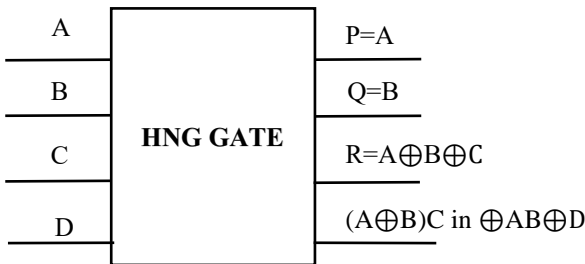 A P=A
B Q=B
HNG GATE
C R=A⊕B⊕C
D (A⊕B)C in ⊕AB⊕D